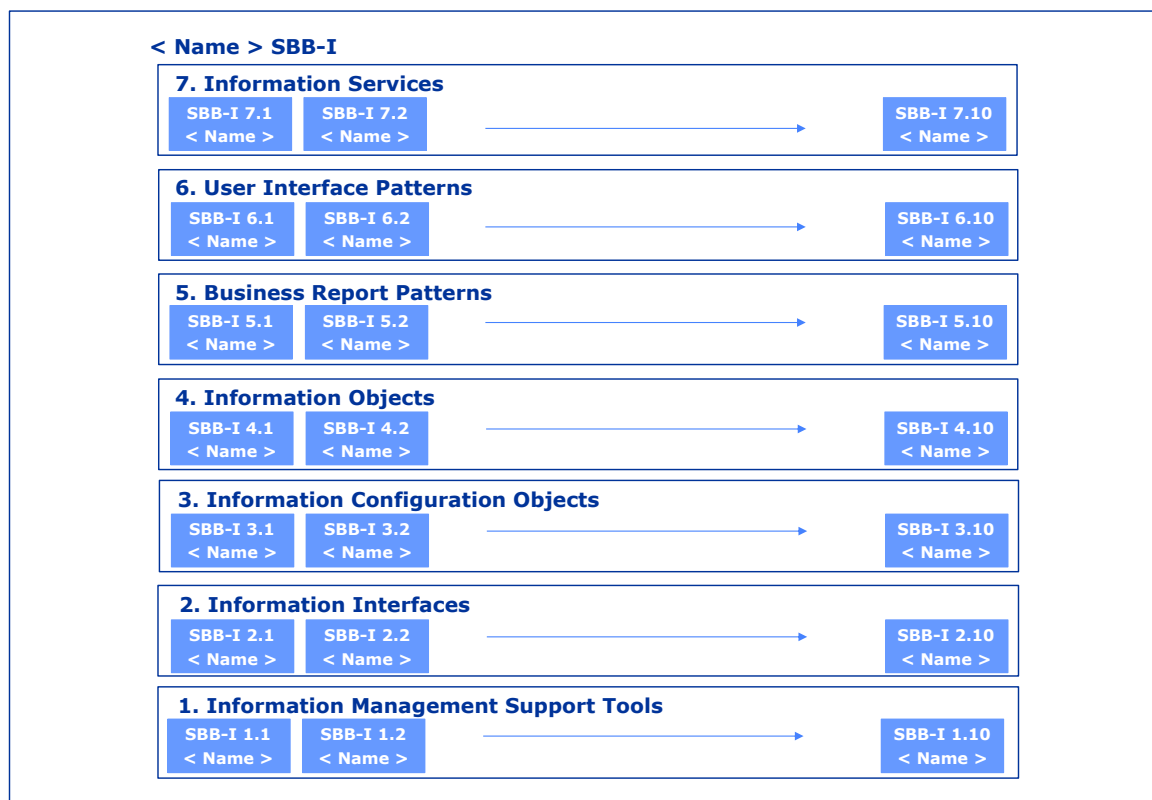 < Name > SBB-I
7. Information Services
SBB-I 7.1
< Name >
SBB-I 7.2
< Name >
SBB-I 7.10
< Name >
6. User Interface Patterns
SBB-I 6.1
< Name >
SBB-I 6.2
< Name >
SBB-I 6.10
< Name >
5. Business Report Patterns
SBB-I 5.1
< Name >
SBB-I 5.2
< Name >
SBB-I 5.10
< Name >
4. Information Objects
SBB-I 4.1
< Name >
SBB-I 4.2
< Name >
SBB-I 4.10
< Name >
3. Information Configuration Objects
SBB-I 3.1
< Name >
SBB-I 3.2
< Name >
SBB-I 3.10
< Name >
2. Information Interfaces
SBB-I 2.1
< Name >
SBB-I 2.2
< Name >
SBB-I 2.10
< Name >
1. Information Management Support Tools
SBB-I 1.1
< Name >
SBB-I 1.2
< Name >
SBB-I 1.10
< Name >